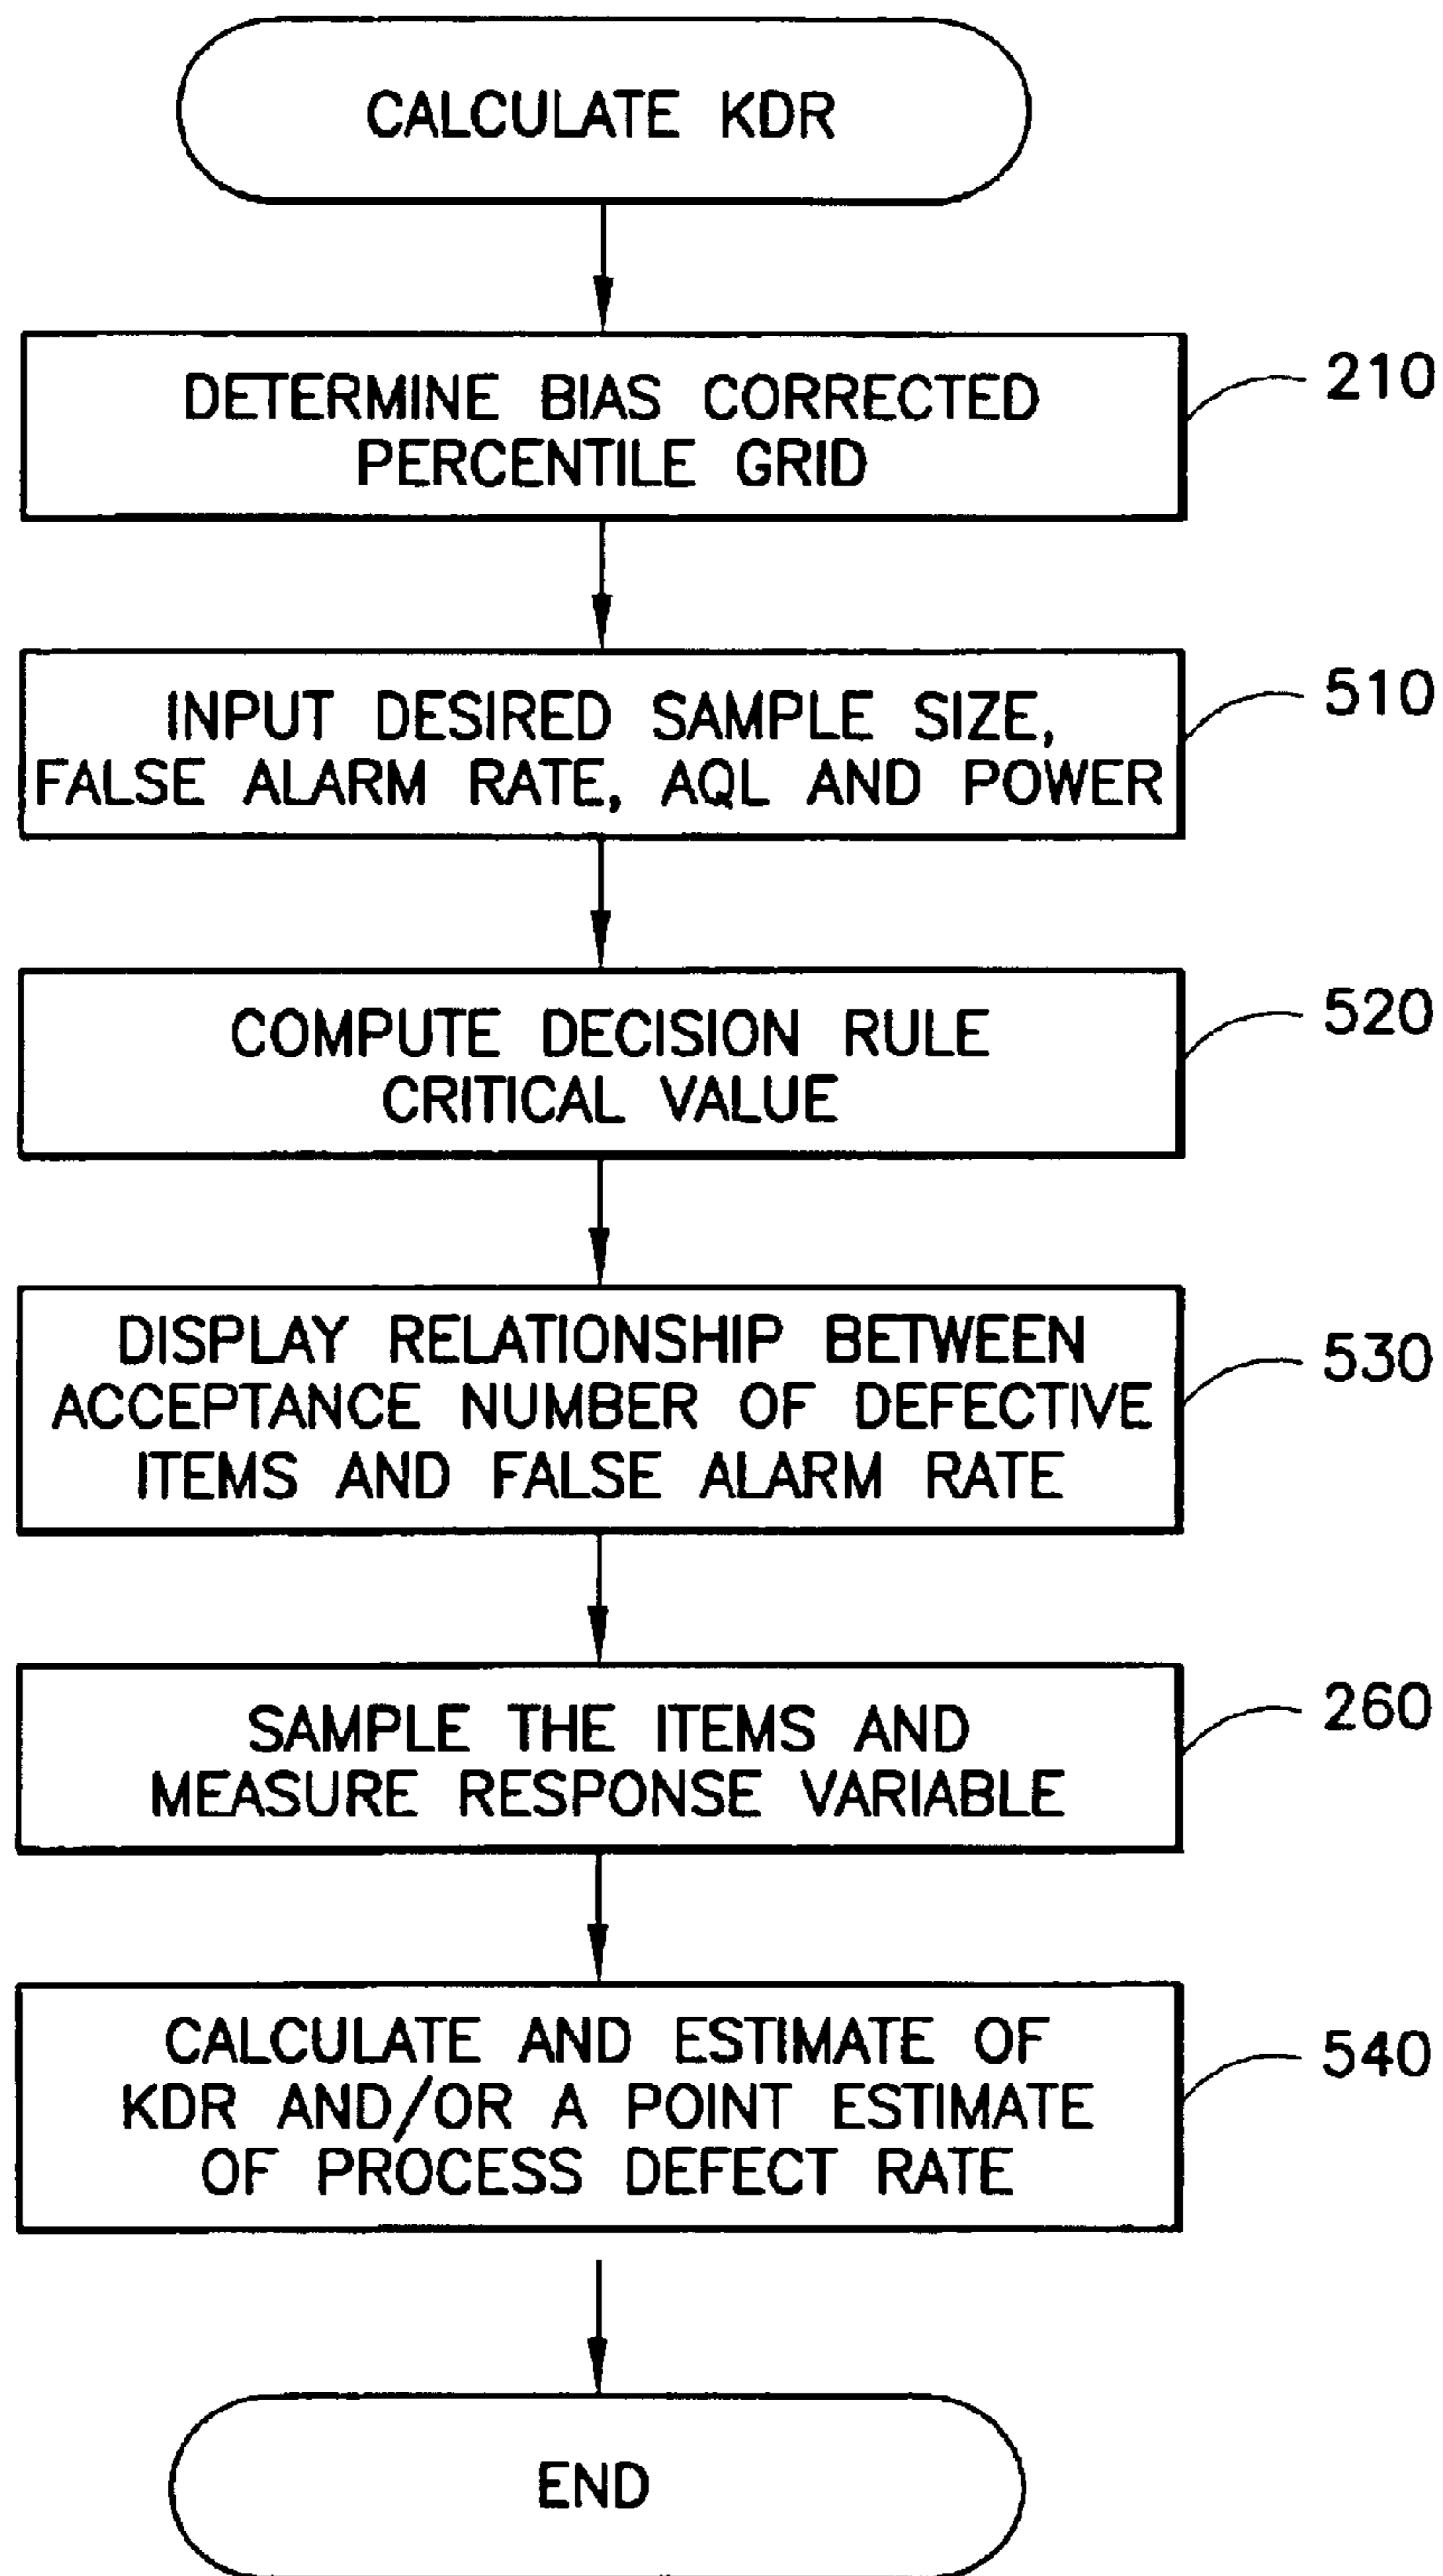 CALCULATE KDR
DETERMINE BIAS CORRECTED
PERCENTILE GRID
210
INPUT DESIRED SAMPLE SIZE,
FALSE ALARM RATE, AQL AND POWER
510
COMPUTE DECISION RULE
CRITICAL VALUE
520
DISPLAY RELATIONSHIP BETWEEN
ACCEPTANCE NUMBER OF DEFECTIVE
ITEMS AND FALSE ALARM RATE
530
SAMPLE THE ITEMS AND
MEASURE RESPONSE VARIABLE
260
CALCULATE AND ESTIMATE OF
KDR AND/OR A POINT ESTIMATE
OF PROCESS DEFECT RATE
540
END